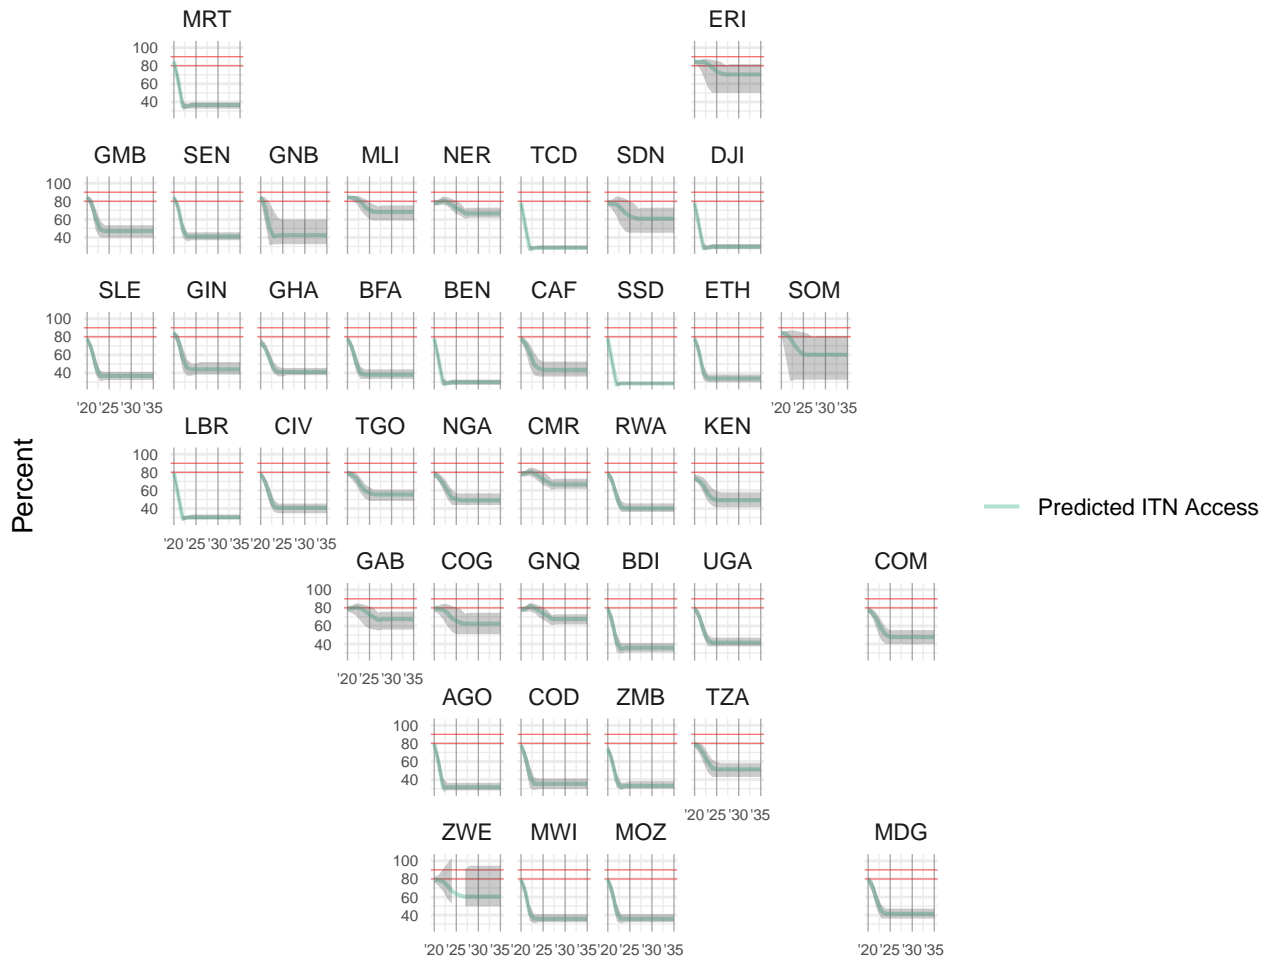 MRT ERI
100
80
60
40
GMB SEN GNB MLI NER TCD SDN DJI
100
80
60
40
SLE GIN GHA BFA BEN CAF SSD ETH SOM
100
80
60
40
'20 '25 '30 '35 '20 '25 '30 '35
LBR CIV TGO NGA CMR RWA KEN
100
80
60
40
'20 '25 '30 '35 '20 '25 '30 '35
Percent
Predicted ITN Access
GAB COG GNQ BDI UGA COM
100
80
60
40
'20 '25 '30 '35
AGO COD ZMB TZA
100
80
60
40
'20 '25 '30 '35
ZWE MWI MOZ MDG
100
80
60
40
'20 '25 '30 '35 '20 '25 '30 '35 '20 '25 '30 '35 '20 '25 '30 '35